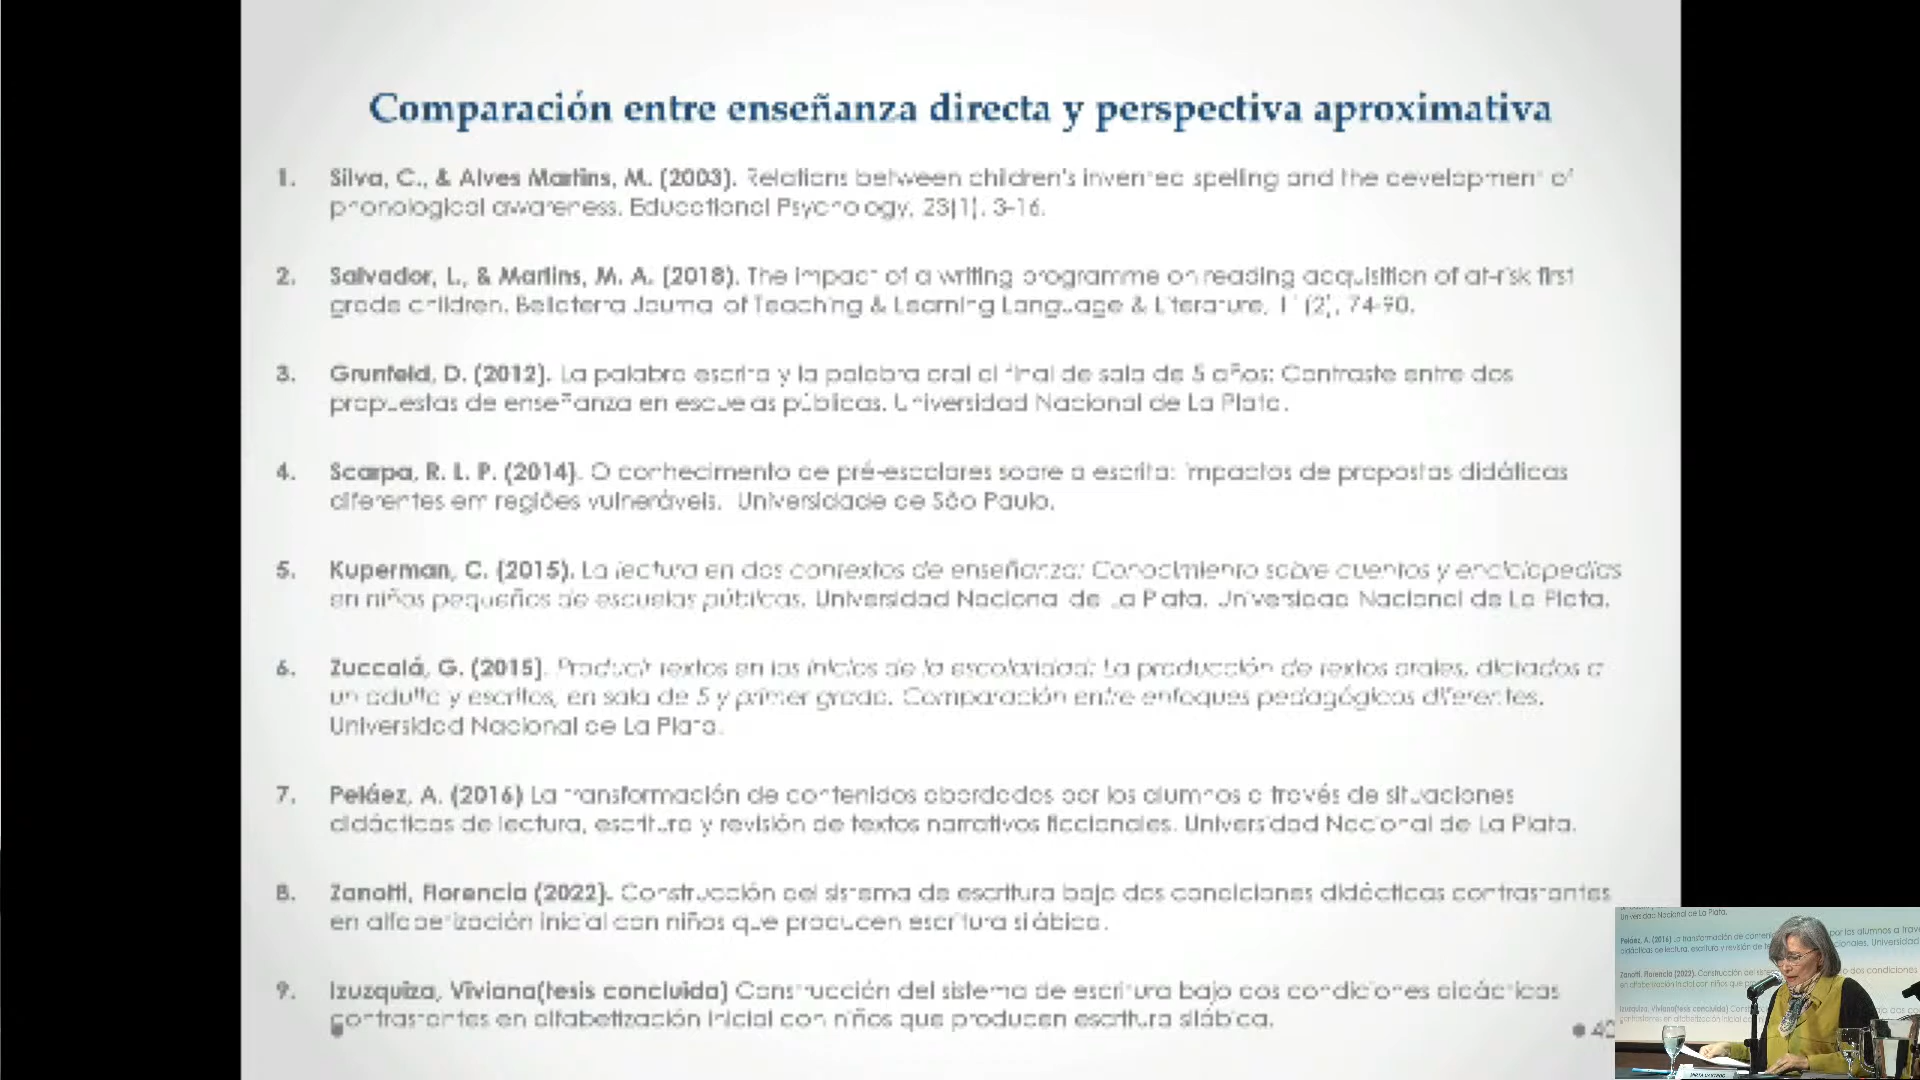 Comparación entre enseñanza directa y perspectiva aproximativa
1. Silva, C., & Alves Martins, M. (2003). Relations between children's invented spelling and the development of
phonological awareness. Educational Psychology, 23(1), 3-16.
2. Salvador, L., & Martins, M. A. (2018). The impact of a writing programme on reading acquisition of at-risk first
grade children. Bellaterra Journal of Teaching & Learning Language & Literature, 11(2), 74-90.
3. Grunfeld, D. (2012). La palabra escrita y la palabra oral al final de sala de 5 años: Contraste entre dos
propuestas de enseñanza en escuelas públicas. Universidad Nacional de La Plata.
4. Scarpa, R. L. P. (2014). O conhecimento de pré-escolares sobre a escrita: impactos de propostas didáticas
diferentes em regiões vulneráveis. Universidade de São Paulo.
5. Kuperman, C. (2015). La lectura en dos contextos de enseñanza: Conocimiento sobre cuentos y enciclopedias
en niños pequeños de escuelas públicas. Universidad Nacional de La Plata. Universidad Nacional de La Plata.
6. Zuccalá, G. (2015). Producir textos en los inicios de la escolaridad: La producción de textos orales, dictados a
un adulto y escritos, en sala de 5 y primer grado. Comparación entre enfoques pedagógicos diferentes.
Universidad Nacional de La Plata.
7. Peláez, A. (2016) La transformación de contenidos abordados por los alumnos a través de situaciones
didácticas de lectura, escritura y revisión de textos narrativos ficcionales. Universidad Nacional de La Plata.
8. Zanotti, Florencia (2022). Construcción del sistema de escritura bajo dos condiciones didácticas contrastantes
en alfabetización inicial con niños que producen escritura silábica.
9. Izuzquiza, Viviana(tesis concluida) Construcción del sistema de escritura bajo dos condiciones didácticas
contrastantes en alfabetización inicial con niños que producen escritura silábica.